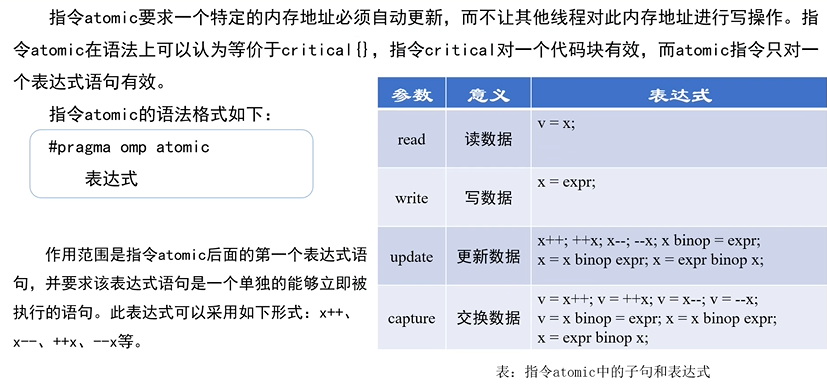 指令atomic要求一个特定的内存地址必须自动更新，而不让其他线程对此内存地址进行写操作。指
令atomic在语法上可以认为等价于critical{}，指令critical对一个代码块有效，而atomic指令只对一
个表达式语句有效。
指令atomic的语法格式如下：
#pragma omp atomic
表达式
作用范围是指令atomic后面的第一个表达式语
句，并要求该表达式语句是一个单独的能够立即被
执行的语句。此表达式可以采用如下形式：x++、
x--、++x、--x等。
参数 意义 表达式
read 读数据 v = x;
write 写数据 x = expr;
update 更新数据 x++; ++x; x--; --x; x binop = expr;
x = x binop expr; x = expr binop x;
capture 交换数据 v = x++; v = ++x; v = x--; v = --x;
v = x binop = expr; x = x binop expr;
x = expr binop x;
表：指令atomic中的子句和表达式